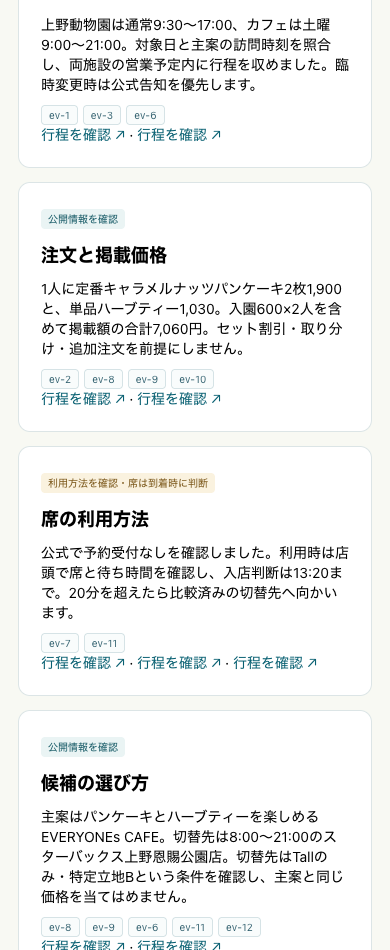 上野動物園は通常9:30〜17:00、カフェは土曜
9:00〜21:00。対象日と主案の訪問時刻を照合
し、両施設の営業予定内に行程を収めました。臨
時変更時は公式告知を優先します。
ev-1 ev-3 ev-6
行程を確認 ↗ · 行程を確認 ↗
公開情報を確認
注文と掲載価格
1人に定番キャラメルナッツパンケーキ2枚1,900
と、単品ハーブティー1,030。入園600×2人を含
めて掲載額の合計7,060円。セット割引・取り分
け・追加注文を前提にしません。
ev-2 ev-8 ev-9 ev-10
行程を確認 ↗ · 行程を確認 ↗
利用方法を確認・席は到着時に判断
席の利用方法
公式で予約受付なしを確認しました。利用時は店
頭で席と待ち時間を確認し、入店判断は13:20ま
で。20分を超えたら比較済みの切替先へ向かい
ます。
ev-7 ev-11
行程を確認 ↗ · 行程を確認 ↗ · 行程を確認 ↗
公開情報を確認
候補の選び方
主案はパンケーキとハーブティーを楽しめる
EVERYONEs CAFE。切替先は8:00〜21:00のス
ターバックス上野恩賜公園店。切替先はTallの
み・特定立地Bという条件を確認し、主案と同じ
価格を当てはめません。
ev-8 ev-9 ev-6 ev-11 ev-12
行程を確認 ↗ · 行程を確認 ↗